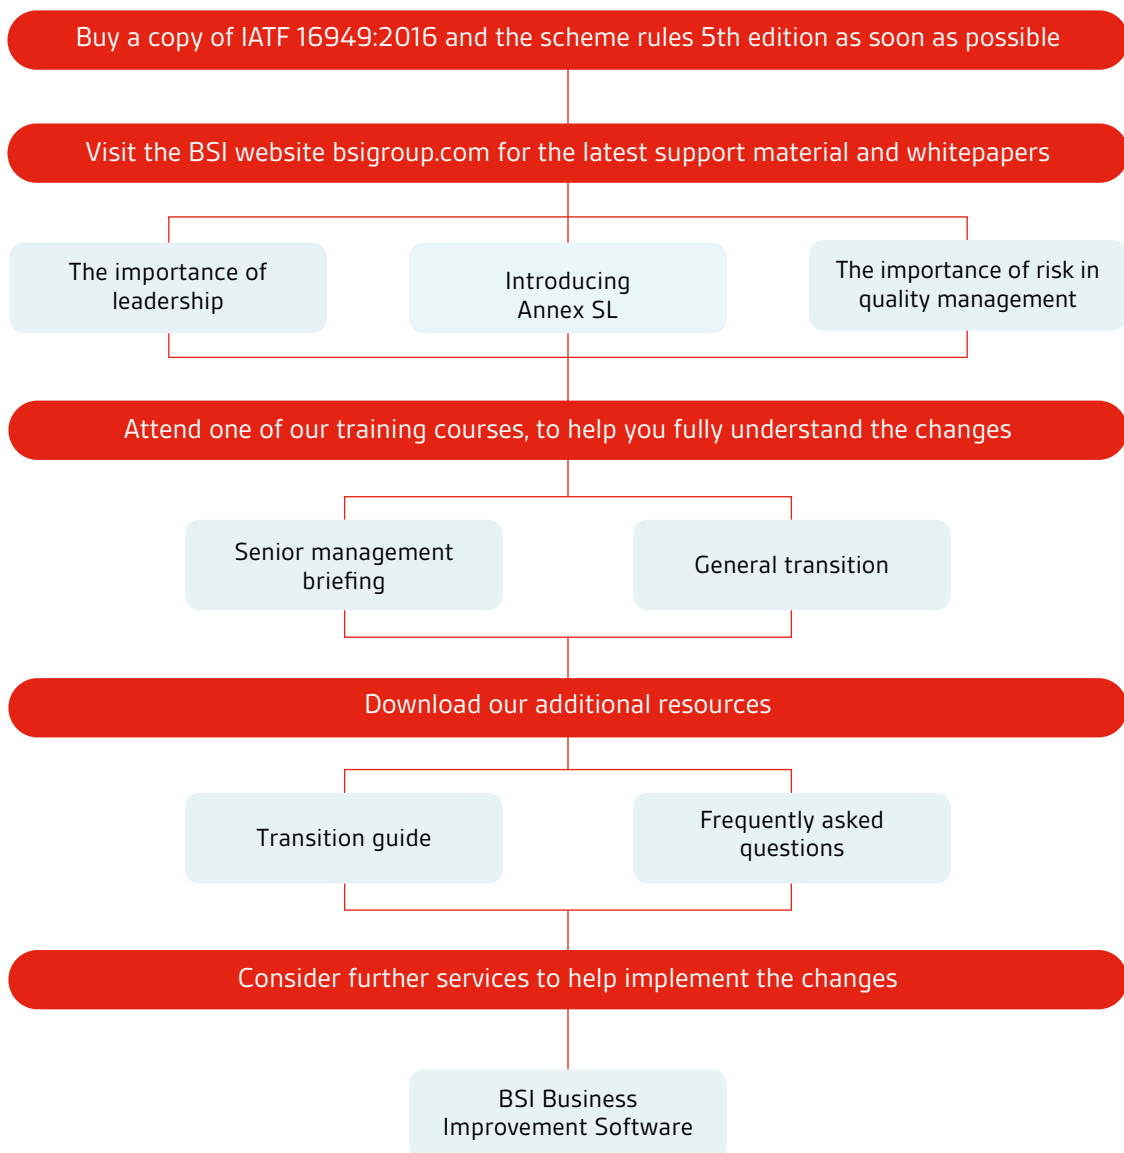 Buy a copy of IATF 16949:2016 and the scheme rules 5th edition as soon as possible
Visit the BSI website bsigroup.com for the latest support material and whitepapers
The importance of
leadership
Introducing
Annex SL
The importance of risk in
quality management
Attend one of our training courses, to help you fully understand the changes
Senior management
briefing
General transition
Download our additional resources
Transition guide
Frequently asked
questions
Consider further services to help implement the changes
BSI Business
Improvement Software